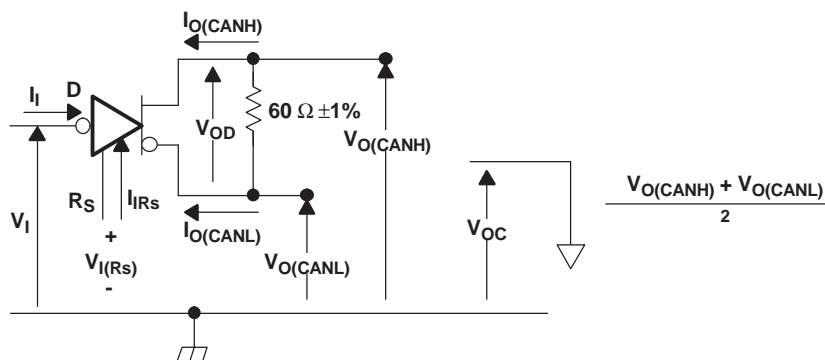 I_O(CANH)
I_I
D
V_OD
60 Ω ±1%
V_O(CANH)
R_S
I_IRs
I_O(CANL)
V_I
+
V_I(Rs)
-
V_O(CANL)
V_OC
V_O(CANH) + V_O(CANL)
2